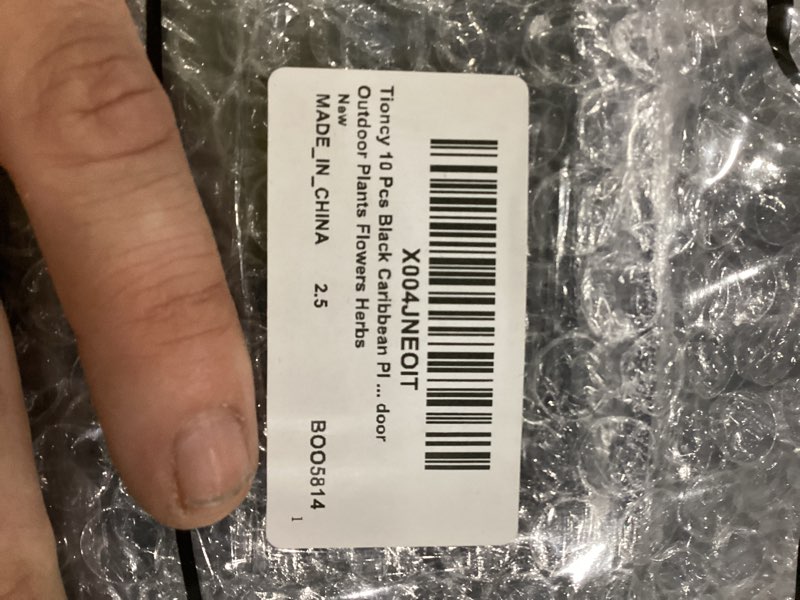 X004JNEOIT
Tioncy 10 Pcs Black Caribbean Pl ... door
Outdoor Plants Flowers Herbs
New
MADE_IN_CHINA 2.5 BOO5814
1